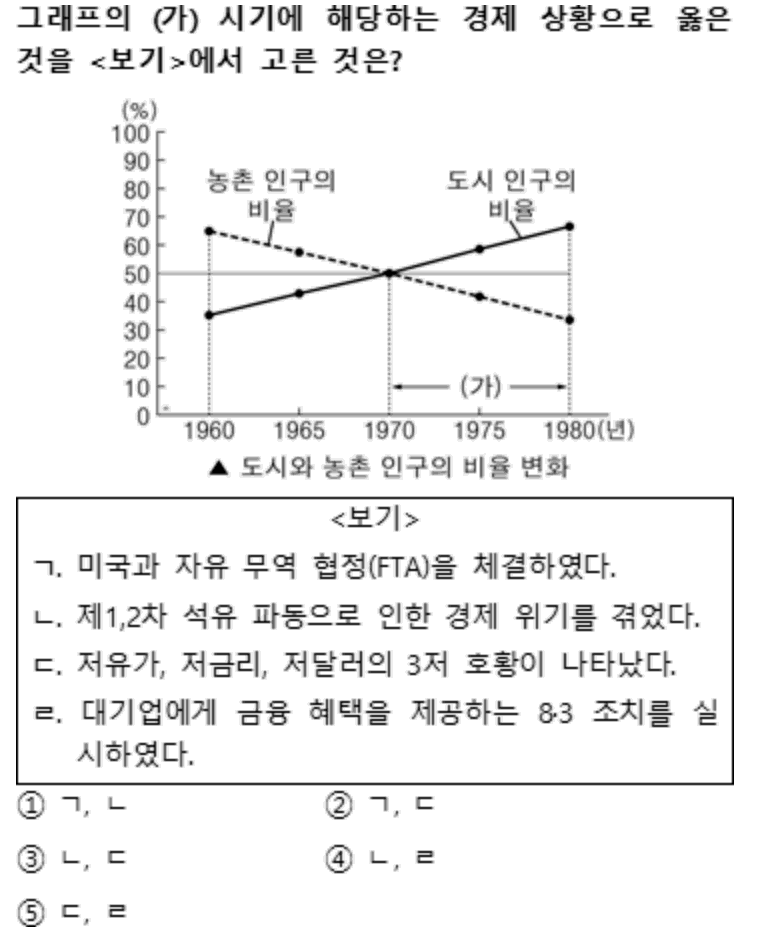 그래프의 (가) 시기에 해당하는 경제 상황으로 옳은
것을 <보기>에서 고른 것은?
(%)
100
90
80
70
60
50
40
30
20
10
0
농촌 인구의
비율
도시 인구의
비율
(가)
1960 1965 1970 1975 1980(년)
▲ 도시와 농촌 인구의 비율 변화
<보기>
ㄱ. 미국과 자유 무역 협정(FTA)을 체결하였다.
ㄴ. 제1,2차 석유 파동으로 인한 경제 위기를 겪었다.
ㄷ. 저유가, 저금리, 저달러의 3저 호황이 나타났다.
ㄹ. 대기업에게 금융 혜택을 제공하는 8·3 조치를 실
시하였다.
① ㄱ, ㄴ ② ㄱ, ㄷ
③ ㄴ, ㄷ ④ ㄴ, ㄹ
⑤ ㄷ, ㄹ